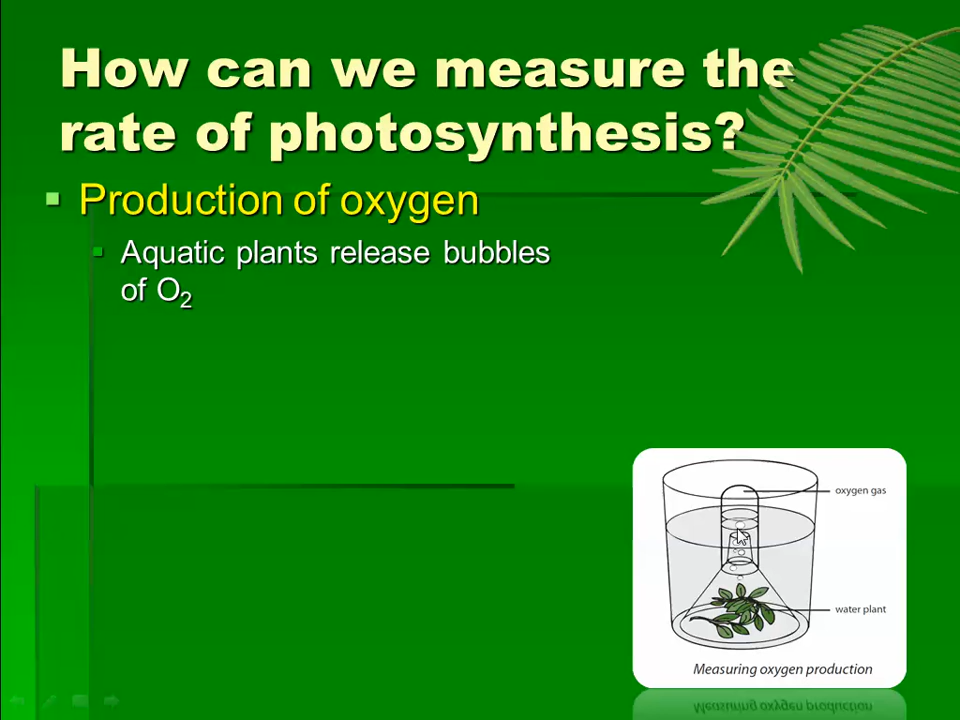 How can we measure the
rate of photosynthesis?
Production of oxygen
Aquatic plants release bubbles
of O₂
oxygen gas
water plant
Measuring oxygen production